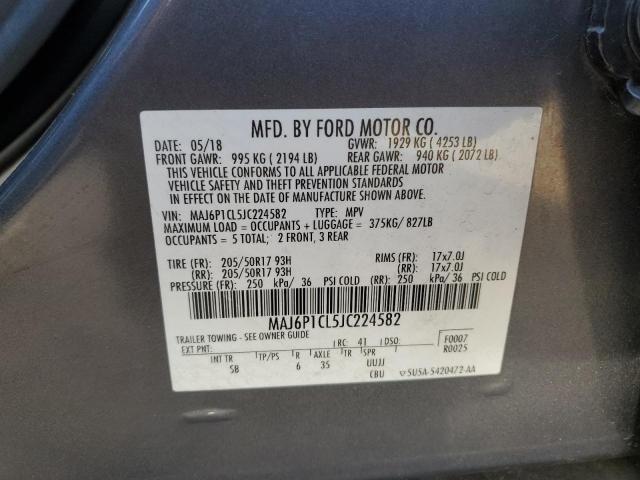 MFD. BY FORD MOTOR CO.
DATE: 05/18 GVWR: 1929 KG ( 4253 LB)
FRONT GAWR: 995 KG ( 2194 LB) REAR GAWR: 940 KG ( 2072 LB)
THIS VEHICLE CONFORMS TO ALL APPLICABLE FEDERAL MOTOR
VEHICLE SAFETY AND THEFT PREVENTION STANDARDS
IN EFFECT ON THE DATE OF MANUFACTURE SHOWN ABOVE.
VIN: MAJ6P1CL5JC224582 TYPE: MPV
MAXIMUM LOAD = OCCUPANTS + LUGGAGE = 375KG/ 827LB
OCCUPANTS = 5 TOTAL; 2 FRONT, 3 REAR
TIRE (FR): 205/50R17 93H RIMS (FR): 17x7.0J
(RR): 205/50R17 93H (RR): 17x7.0J
PRESSURE (FR): 250 kPa/ 36 PSI COLD (RR): 250 kPa/ 36 PSI COLD
MAJ6P1CL5JC224582
TRAILER TOWING - SEE OWNER GUIDE
EXT PNT: RC: 41 DSO: F0007
R0025
INT TR TP/PS R AXLE TR SPR
SB 6 35 UUJJ
CBU 5U5A-5420472-AA